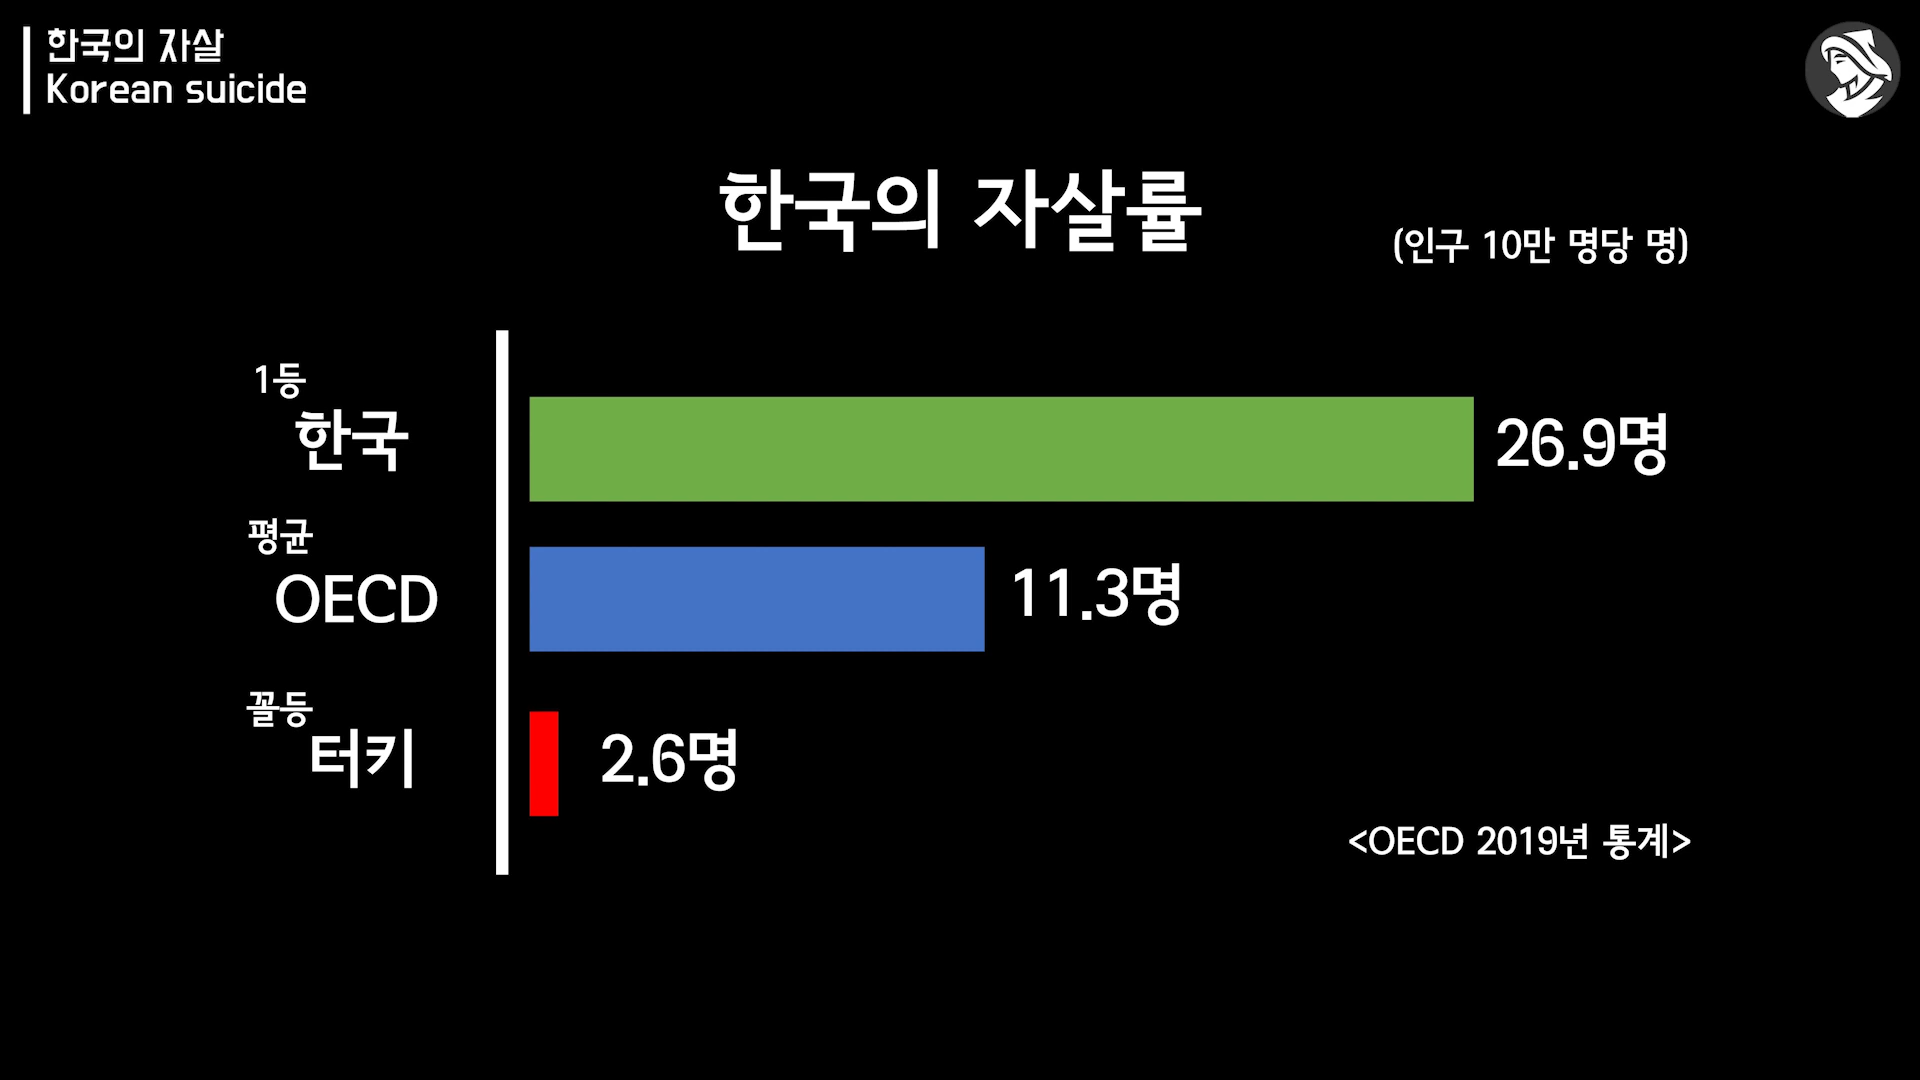 한국의 자살
Korean suicide
한국의 자살률
(인구 10만 명당 명)
1등
한국
26.9명
평균
OECD
11.3명
꼴등
터키
2.6명
<OECD 2019년 통계>